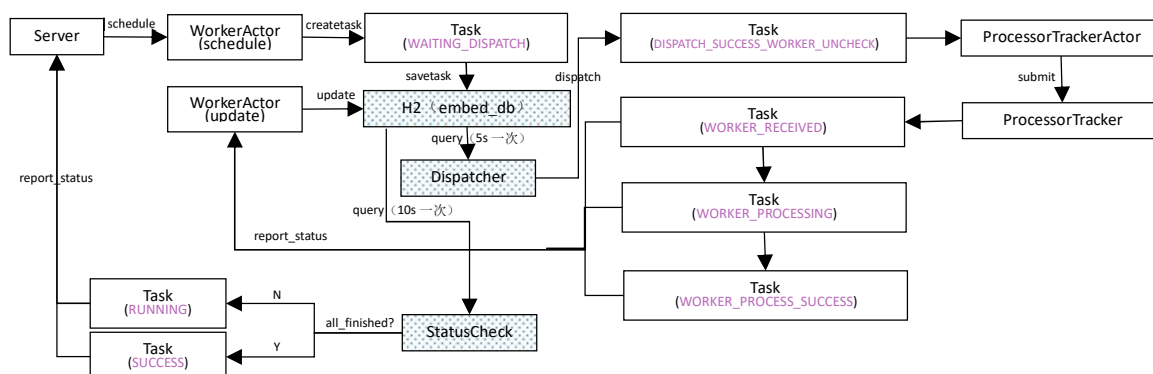 Server
schedule
WorkerActor
(schedule)
createtask
Task
(WAITING_DISPATCH)
savetask
dispatch
Task
(DISPATCH_SUCCESS_WORKER_UNCHECK)
ProcessorTrackerActor
submit
ProcessorTracker
WorkerActor
(update)
update
H2（embed_db）
query（5s 一次）
Dispatcher
Task
(WORKER_RECEIVED)
Task
(WORKER_PROCESSING)
Task
(WORKER_PROCESS_SUCCESS)
report_status
query（10s 一次）
report_status
Task
(RUNNING)
N
all_finished?
StatusCheck
Task
(SUCCESS)
Y